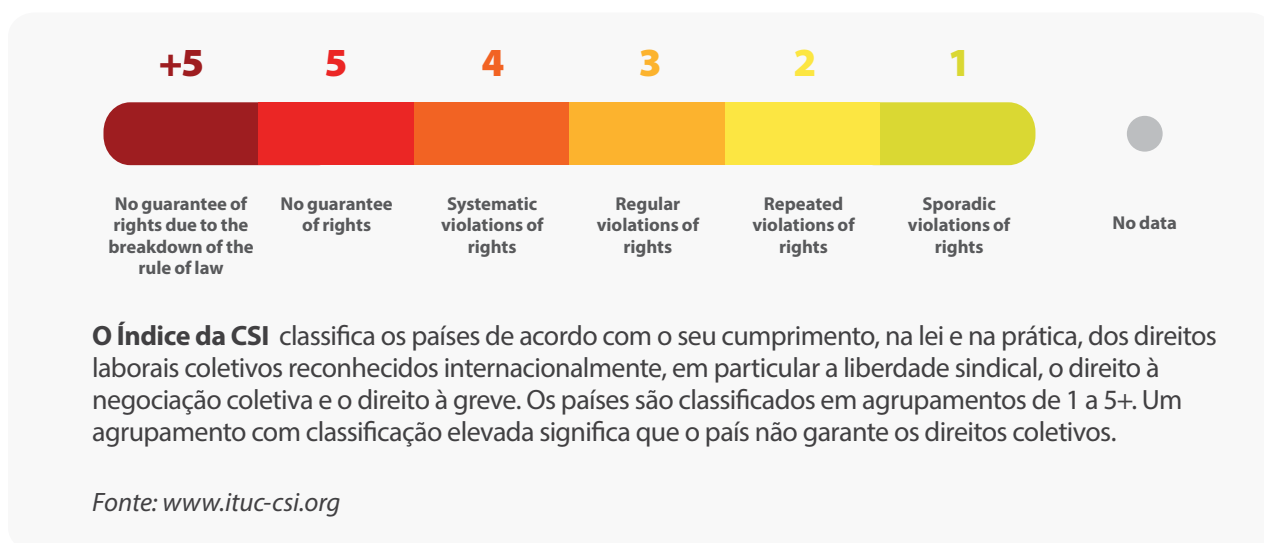 +5 5 4 3 2 1
No guarantee of
rights due to the
breakdown of the
rule of law
No guarantee
of rights
Systematic
violations of
rights
Regular
violations of
rights
Repeated
violations of
rights
Sporadic
violations of
rights
No data
O Índice da CSI classifica os países de acordo com o seu cumprimento, na lei e na prática, dos direitos
laborais coletivos reconhecidos internacionalmente, em particular a liberdade sindical, o direito à
negociação coletiva e o direito à greve. Os países são classificados em agrupamentos de 1 a 5+. Um
agrupamento com classificação elevada significa que o país não garante os direitos coletivos.
Fonte: www.ituc-csi.org